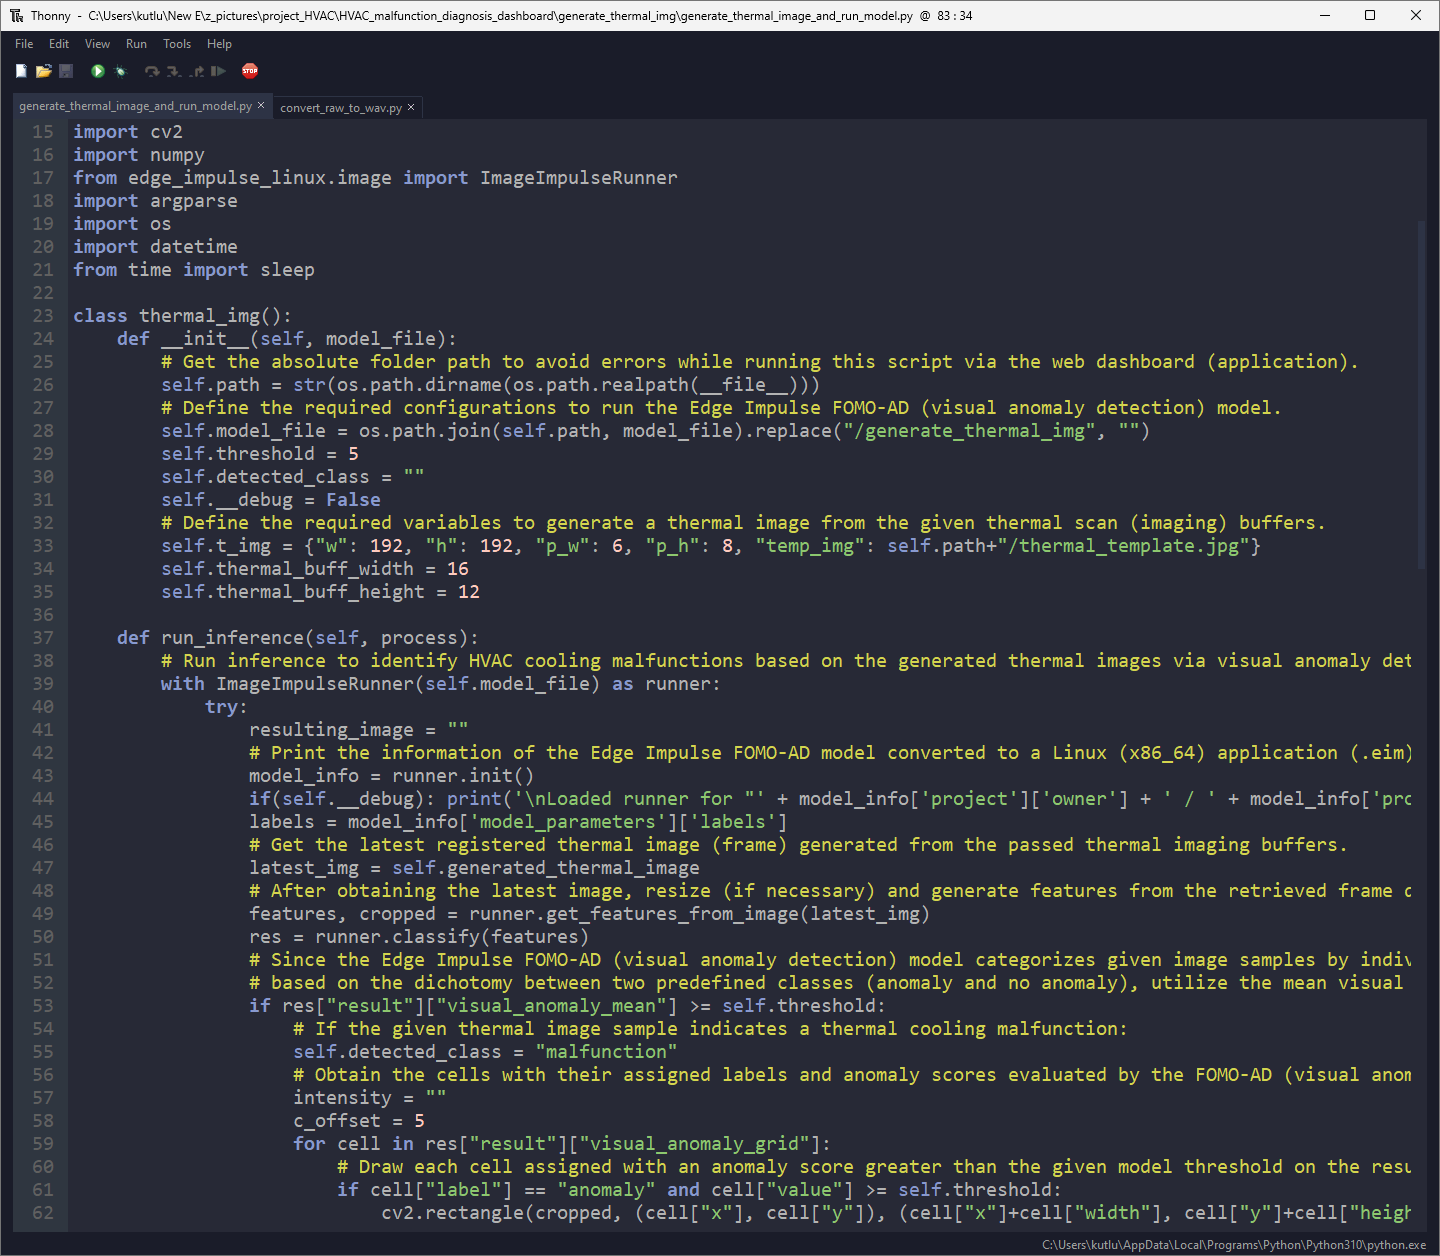 Thonny - C:\Users\kutlu\New E\z_pictures\project_HVAC\HVAC_malfunction_diagnosis_dashboard\generate_thermal_img\generate_thermal_image_and_run_model.py @ 83 : 34
File Edit View Run Tools Help
STOP
generate_thermal_image_and_run_model.py × convert_raw_to_wav.py ×
15 import cv2
16 import numpy
17 from edge_impulse_linux.image import ImageImpulseRunner
18 import argparse
19 import os
20 import datetime
21 from time import sleep
22
23 class thermal_img():
24     def __init__(self, model_file):
25         # Get the absolute folder path to avoid errors while running this script via the web dashboard (application).
26         self.path = str(os.path.dirname(os.path.realpath(__file__)))
27         # Define the required configurations to run the Edge Impulse FOMO-AD (visual anomaly detection) model.
28         self.model_file = os.path.join(self.path, model_file).replace("/generate_thermal_img", "")
29         self.threshold = 5
30         self.detected_class = ""
31         self.__debug = False
32         # Define the required variables to generate a thermal image from the given thermal scan (imaging) buffers.
33         self.t_img = {"w": 192, "h": 192, "p_w": 6, "p_h": 8, "temp_img": self.path+"/thermal_template.jpg"}
34         self.thermal_buff_width = 16
35         self.thermal_buff_height = 12
36
37     def run_inference(self, process):
38         # Run inference to identify HVAC cooling malfunctions based on the generated thermal images via visual anomaly det
39         with ImageImpulseRunner(self.model_file) as runner:
40             try:
41                 resulting_image = ""
42                 # Print the information of the Edge Impulse FOMO-AD model converted to a Linux (x86_64) application (.eim)
43                 model_info = runner.init()
44                 if(self.__debug): print('\nLoaded runner for "' + model_info['project']['owner'] + ' / ' + model_info['pro
45                 labels = model_info['model_parameters']['labels']
46                 # Get the latest registered thermal image (frame) generated from the passed thermal imaging buffers.
47                 latest_img = self.generated_thermal_image
48                 # After obtaining the latest image, resize (if necessary) and generate features from the retrieved frame
49                 features, cropped = runner.get_features_from_image(latest_img)
50                 res = runner.classify(features)
51                 # Since the Edge Impulse FOMO-AD (visual anomaly detection) model categorizes given image samples by indiv
52                 # based on the dichotomy between two predefined classes (anomaly and no anomaly), utilize the mean visual
53                 if res["result"]["visual_anomaly_mean"] >= self.threshold:
54                     # If the given thermal image sample indicates a thermal cooling malfunction:
55                     self.detected_class = "malfunction"
56                     # Obtain the cells with their assigned labels and anomaly scores evaluated by the FOMO-AD (visual anom
57                     intensity = ""
58                     c_offset = 5
59                     for cell in res["result"]["visual_anomaly_grid"]:
60                         # Draw each cell assigned with an anomaly score greater than the given model threshold on the resu
61                         if cell["label"] == "anomaly" and cell["value"] >= self.threshold:
62                             cv2.rectangle(cropped, (cell["x"], cell["y"]), (cell["x"]+cell["width"], cell["y"]+cell["heigh
C:\Users\kutlu\AppData\Local\Programs\Python\Python310\python.exe